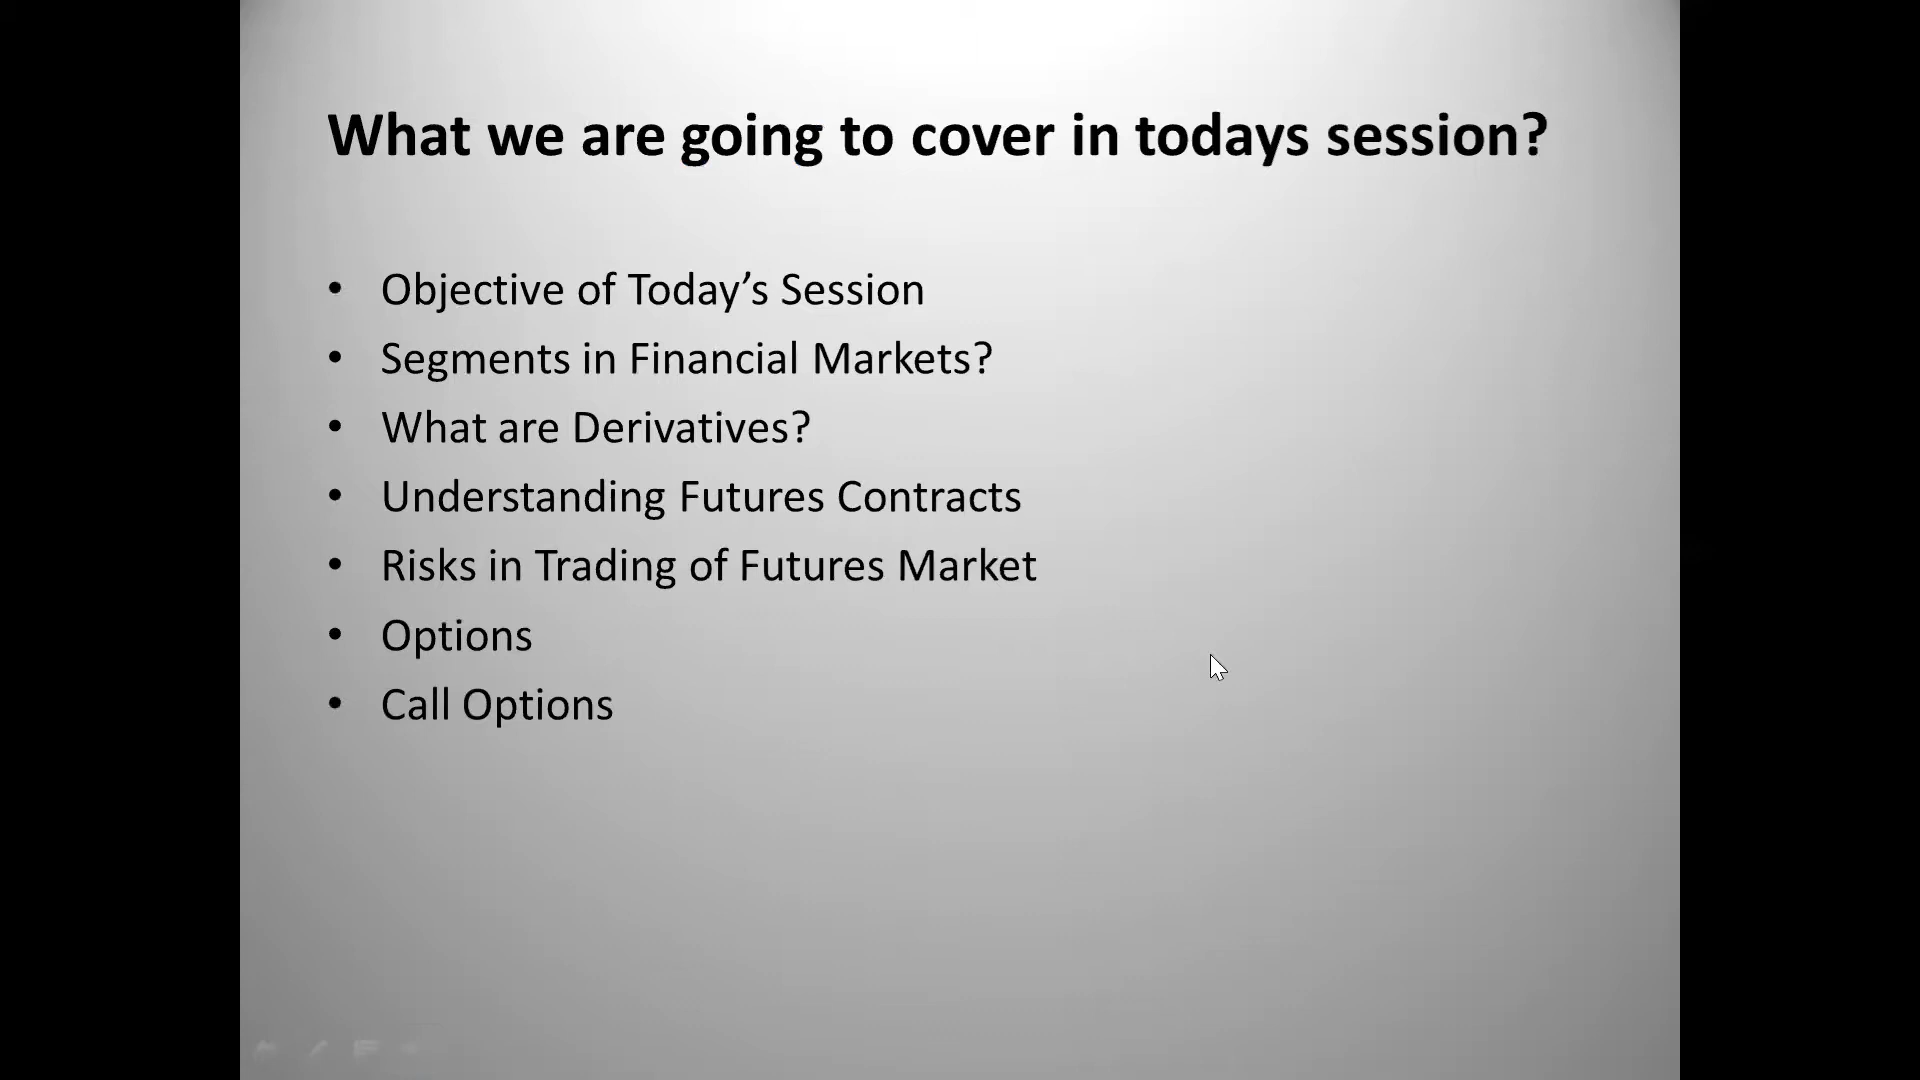 What we are going to cover in todays session?
• Objective of Today’s Session
• Segments in Financial Markets?
• What are Derivatives?
• Understanding Futures Contracts
• Risks in Trading of Futures Market
• Options
• Call Options